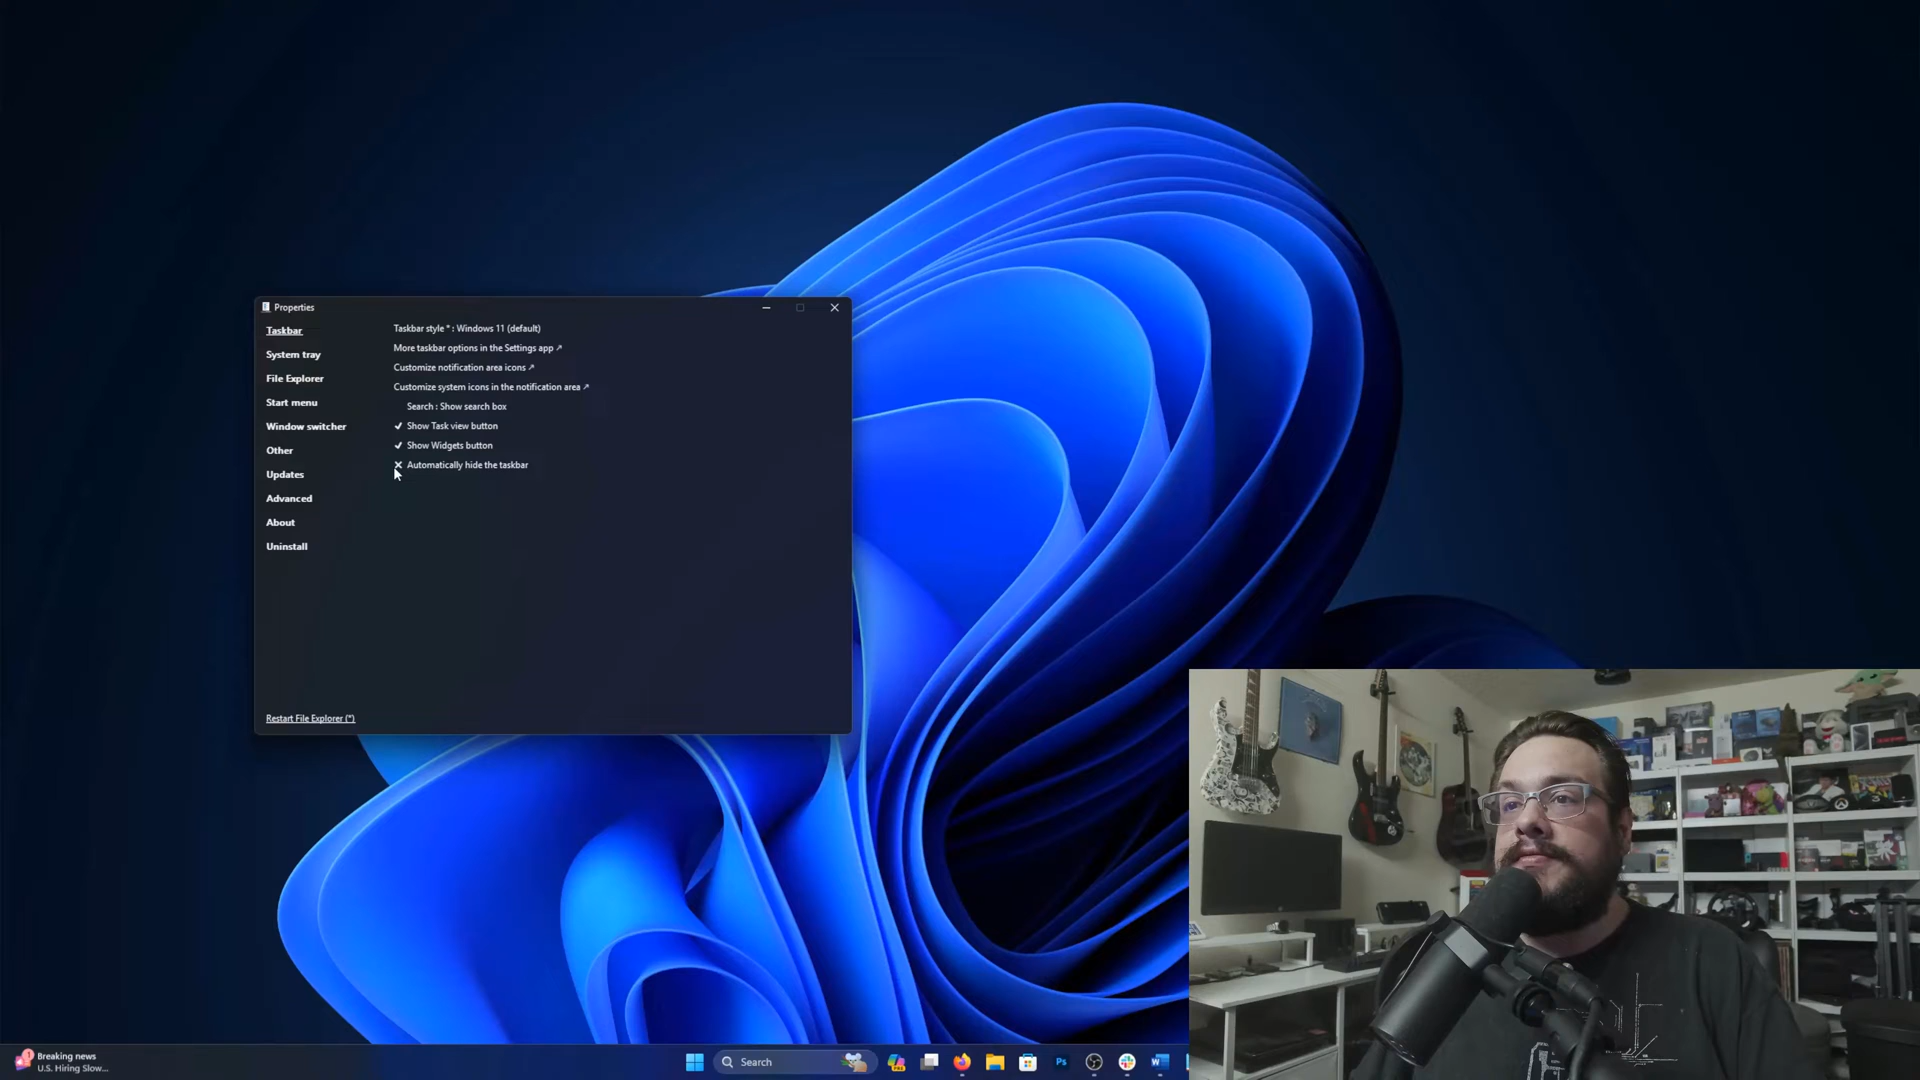 Properties
Taskbar
System tray
File Explorer
Start menu
Window switcher
Other
Updates
Advanced
About
Uninstall
Taskbar style * : Windows 11 (default)
More taskbar options in the Settings app ↗
Customize notification area icons ↗
Customize system icons in the notification area ↗
Search : Show search box
Show Task view button
Show Widgets button
Automatically hide the taskbar
Restart File Explorer (*)
1
Breaking news
U.S. Hiring Slow...
Search
PRE
Ps
W